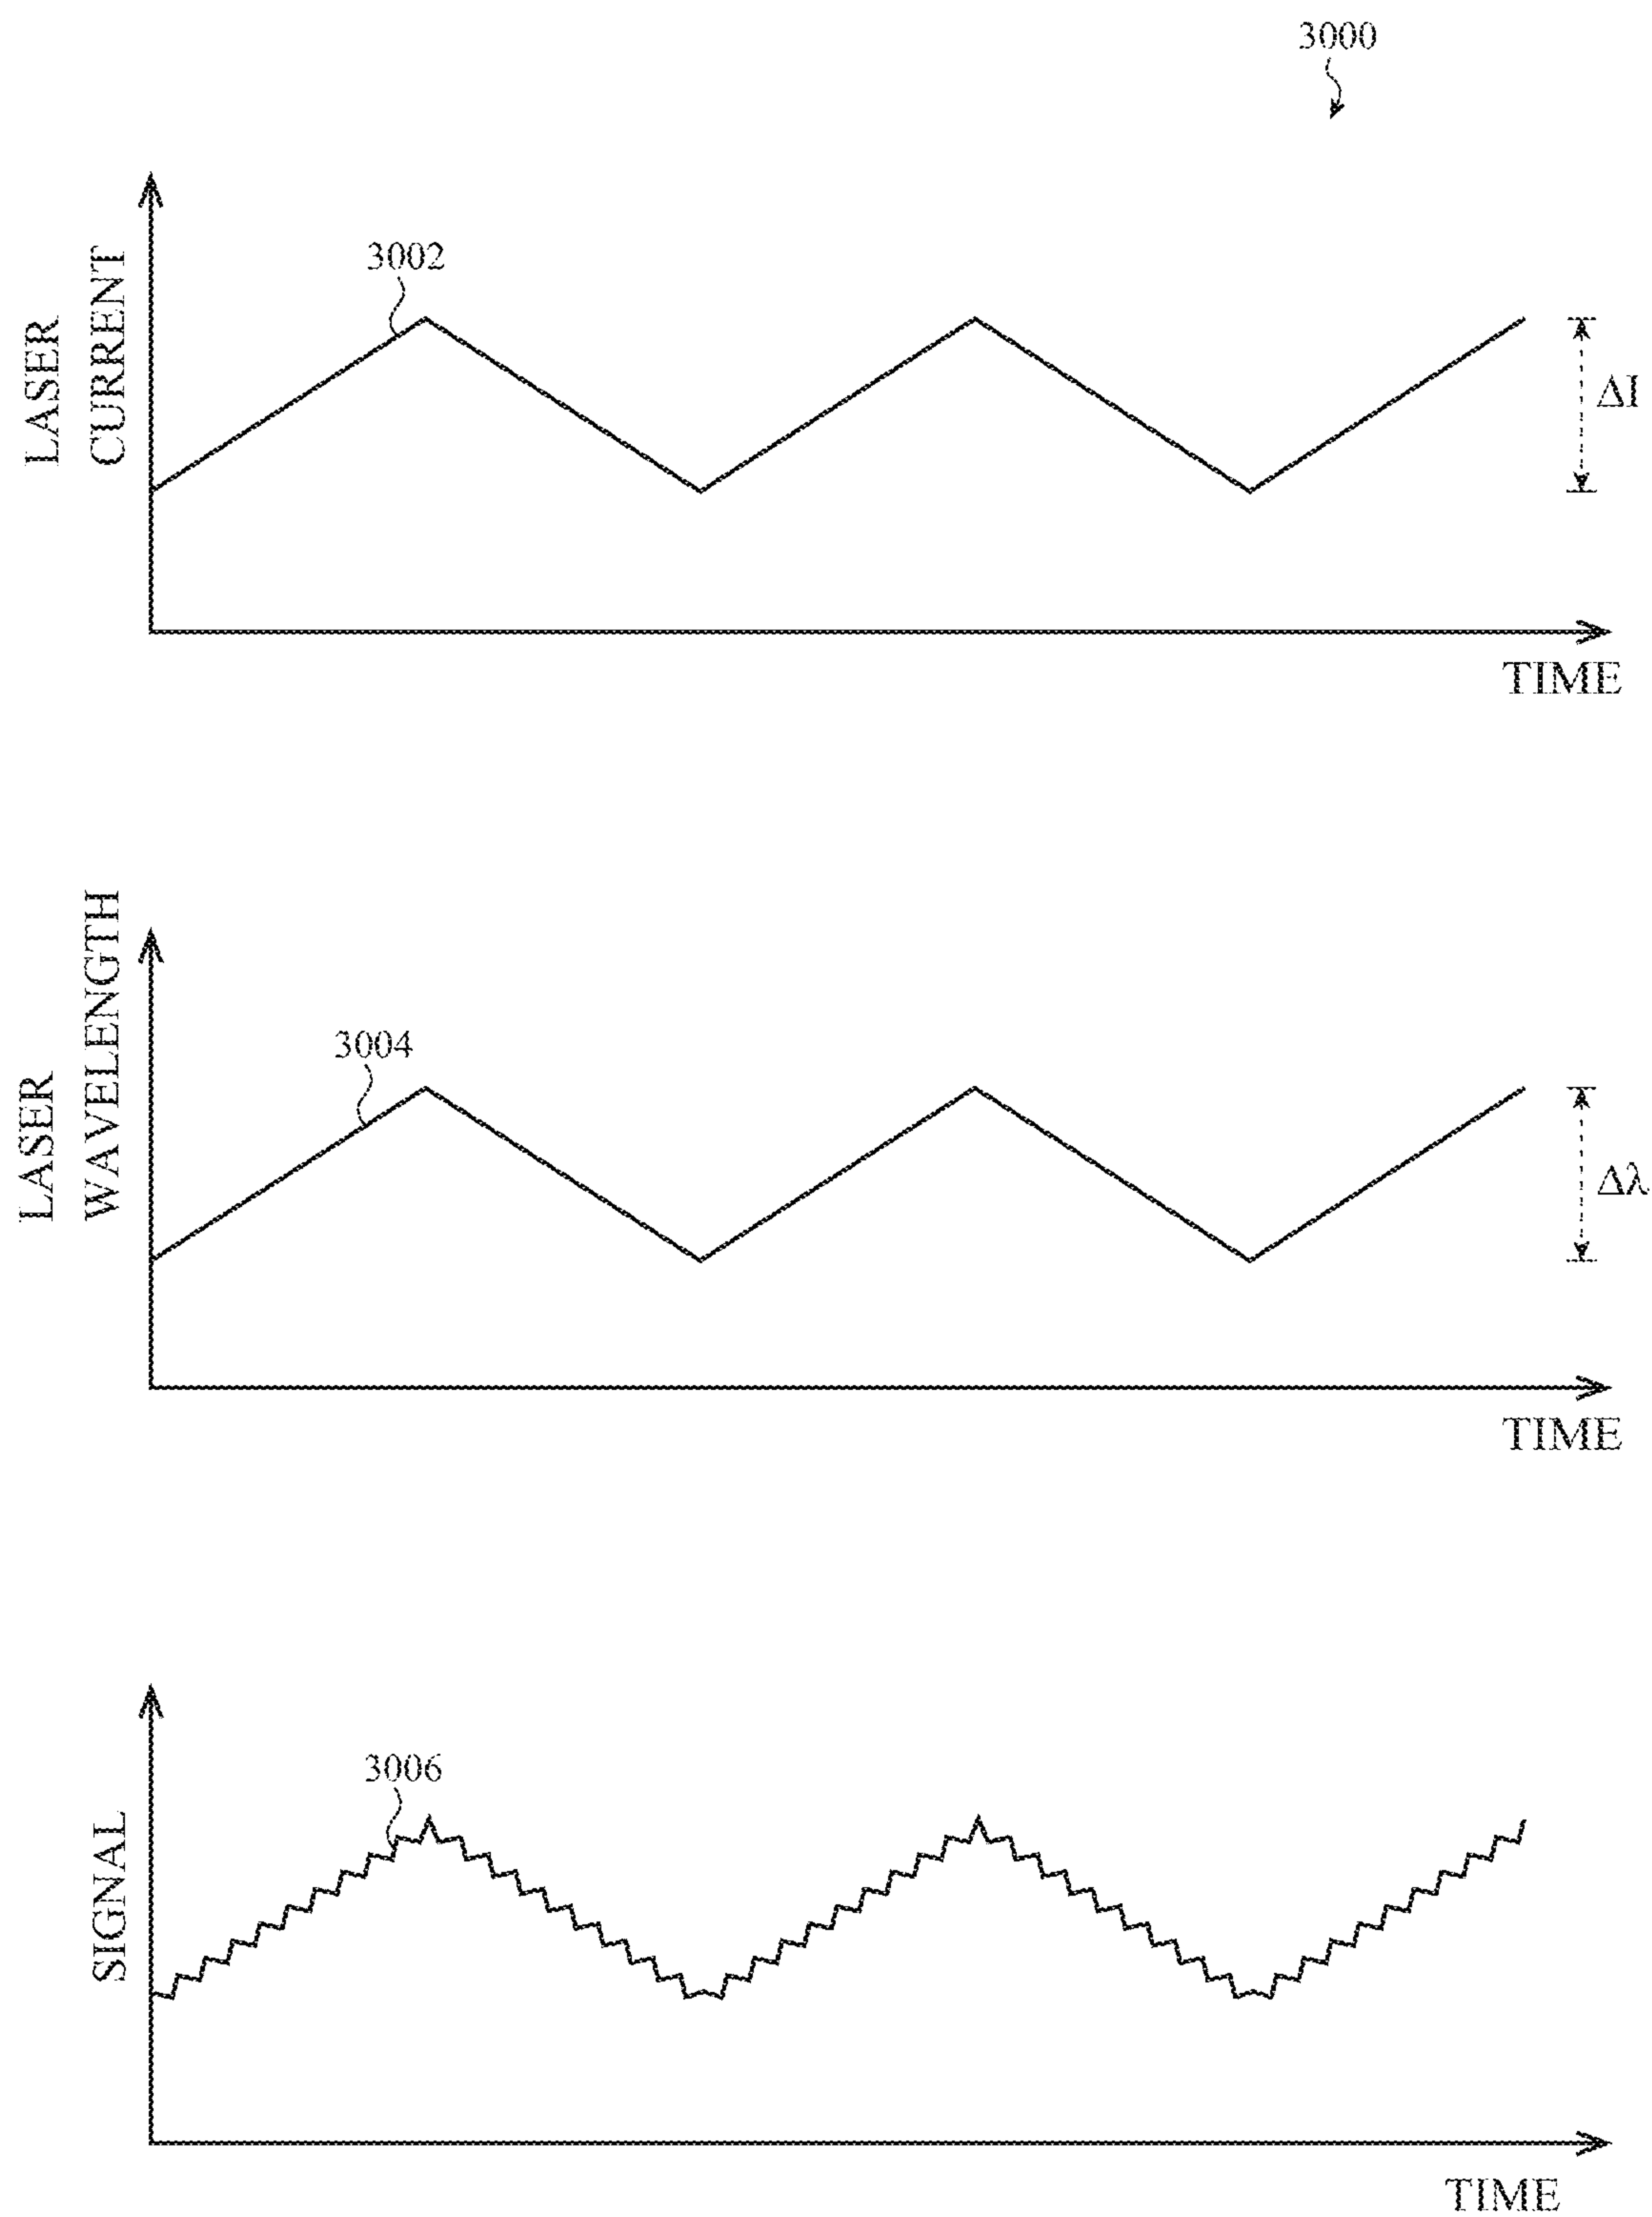 3000
3002
LASER
CURRENT
ΔI
TIME
3004
LASER
WAVELENGTH
Δλ
TIME
3006
SIGNAL
TIME